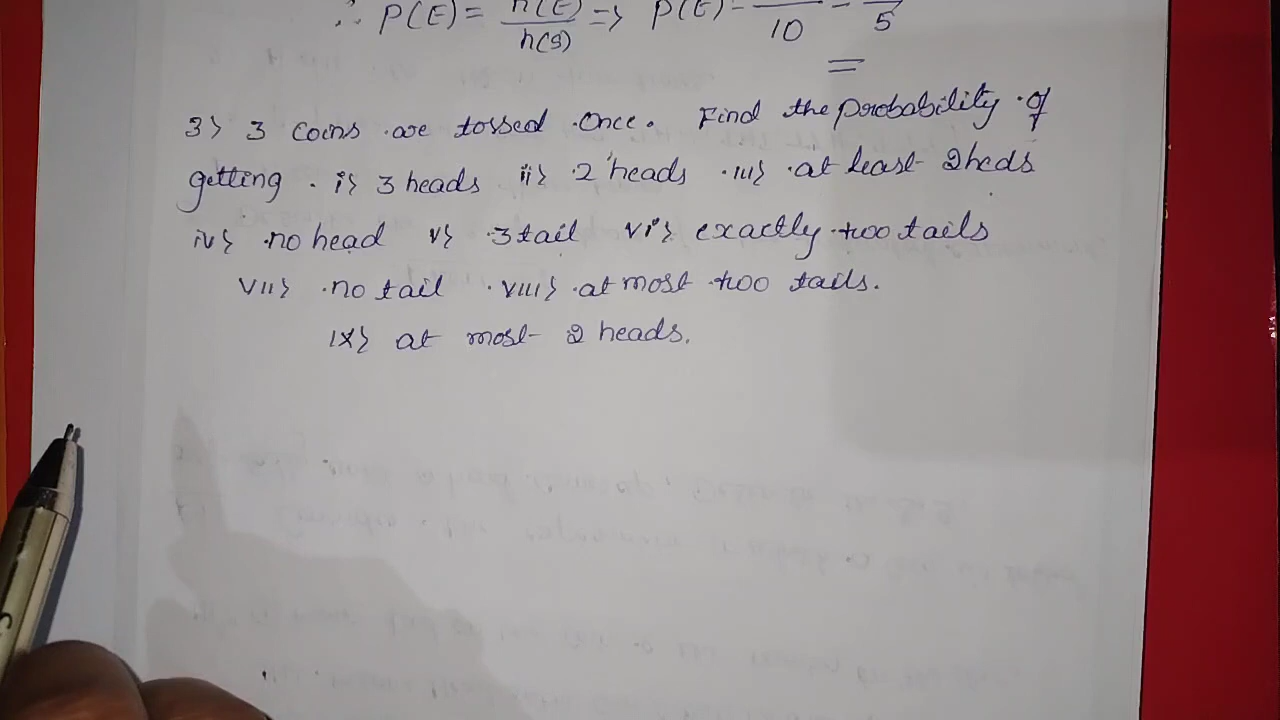 ∴ P(E) = n(E) => P(E) =
n(S) 10 5
3} 3 coins are tossed once. Find the probability of
getting . i} 3 heads ii} 2 heads iii} at least 2 heds
iv} no head v} 3 tail vi} exactly two tails
vii} no tail viii} at most two tails.
ix} at most 2 heads.